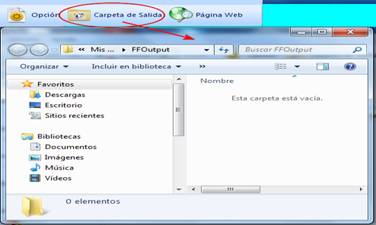 Opción Carpeta de Salida Página Web
« Mis ... ▸ FFOutput
Buscar FFOutput
Organizar Incluir en biblioteca »
Favoritos
Descargas
Escritorio
Sitios recientes
Bibliotecas
Documentos
Imágenes
Música
Vídeos
Nombre
Esta carpeta está vacía.
0 elementos